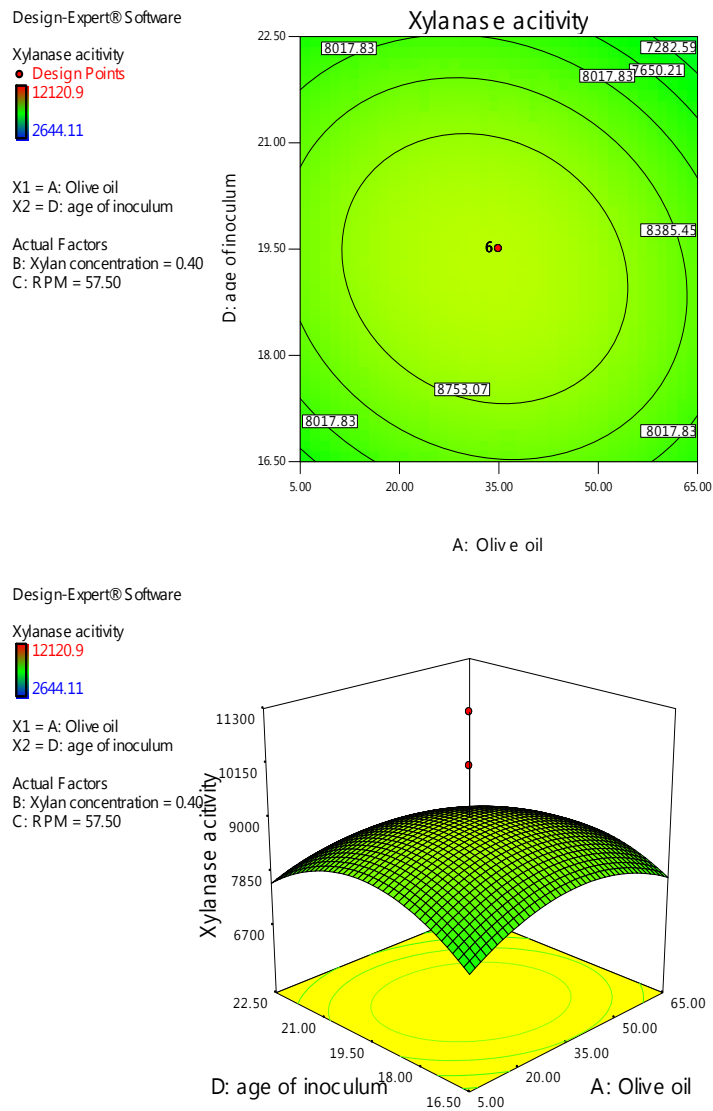 Design-Expert® Software
Xylanase acitivity
Design Points
12120.9
2644.11
X1 = A: Olive oil
X2 = D: age of inoculum
Actual Factors
B: Xylan concentration = 0.40
C: RPM = 57.50
Xylanase acitivity
22.50
21.00
19.50
18.00
16.50
D: age of inoculum
8017.83
7282.59
8017.83
7650.21
8385.45
6
8753.07
8017.83
8017.83
5.00
20.00
35.00
50.00
65.00
A: Olive oil
Design-Expert® Software
Xylanase acitivity
12120.9
2644.11
X1 = A: Olive oil
X2 = D: age of inoculum
Actual Factors
B: Xylan concentration = 0.40
C: RPM = 57.50
11300
10150
9000
7850
6700
Xylanase acitivity
22.50
21.00
19.50
18.00
16.50
D: age of inoculum
65.00
50.00
35.00
20.00
5.00
A: Olive oil